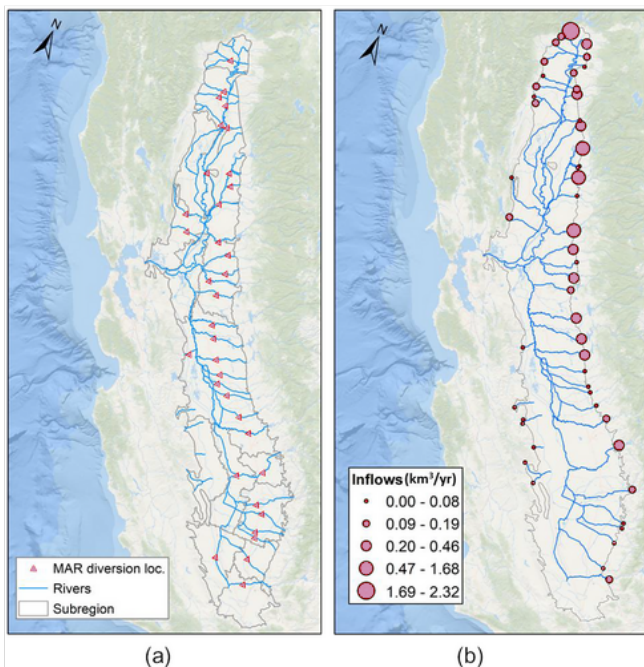 N
N
MAR diversion loc.
Rivers
Subregion
Inflows (km³/yr)
0.00 - 0.08
0.09 - 0.19
0.20 - 0.46
0.47 - 1.68
1.69 - 2.32
(a)
(b)